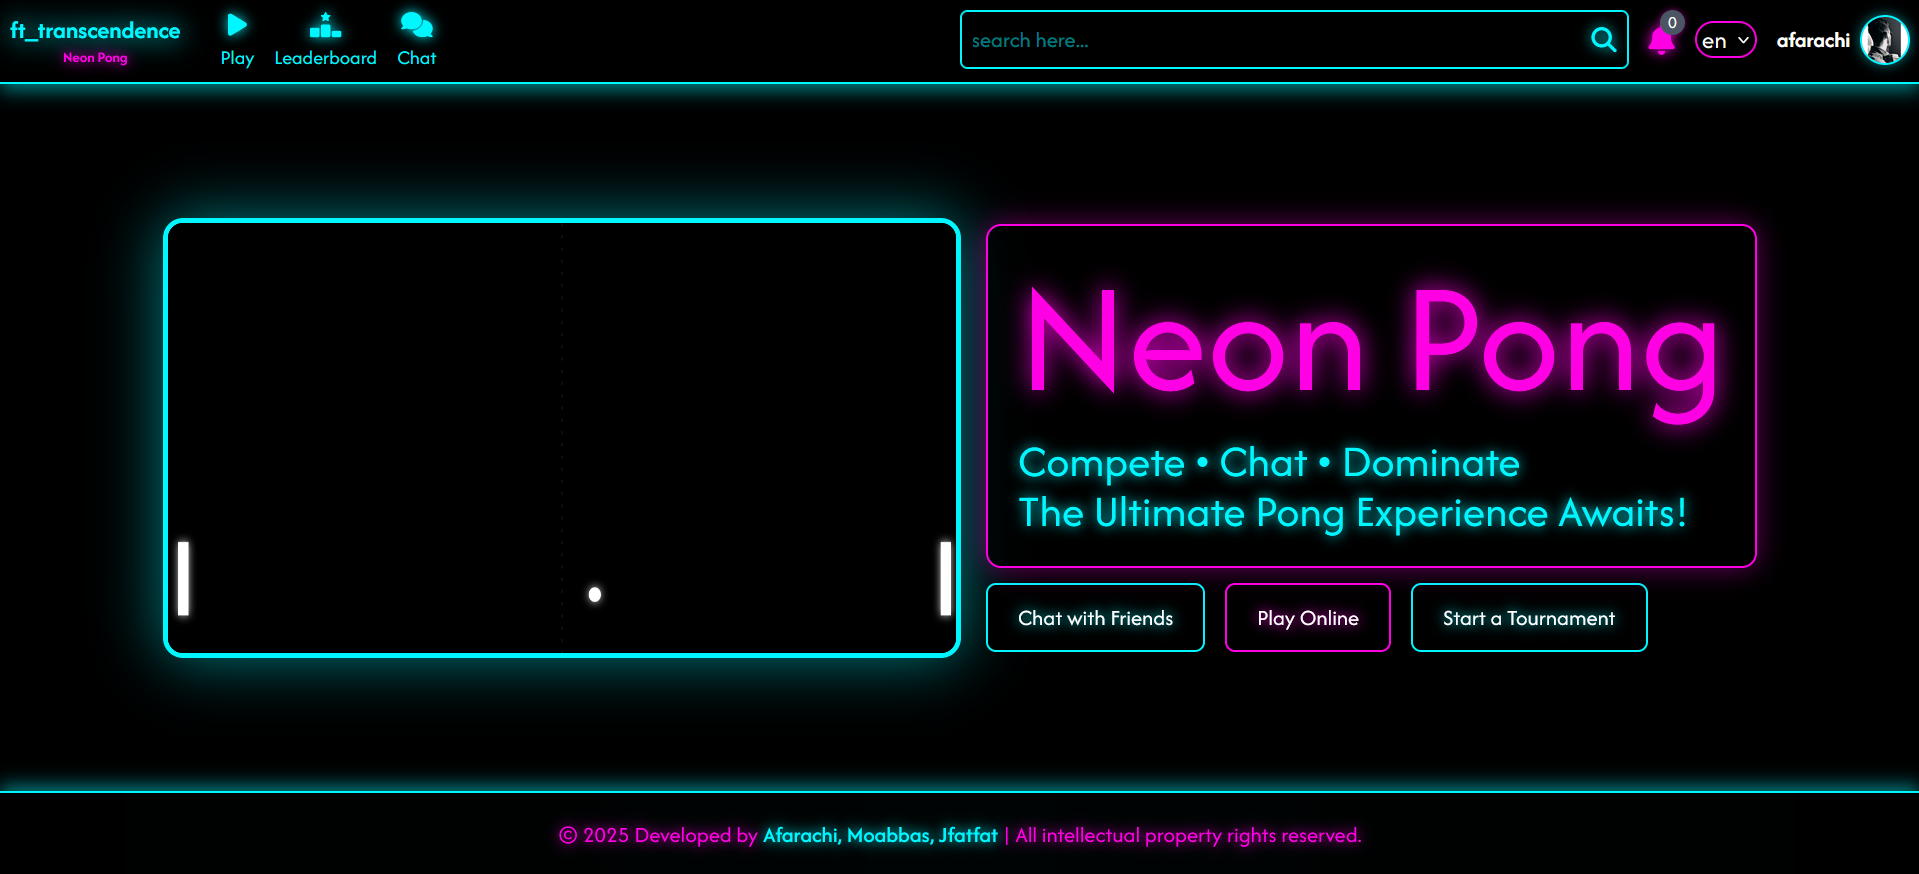 ft_transcendence
Neon Pong
Play
Leaderboard
Chat
search here...
0
en
afarachi
Neon Pong
Compete • Chat • Dominate
The Ultimate Pong Experience Awaits!
Chat with Friends
Play Online
Start a Tournament
© 2025 Developed by Afarachi, Moabbas, Jfatfat | All intellectual property rights reserved.